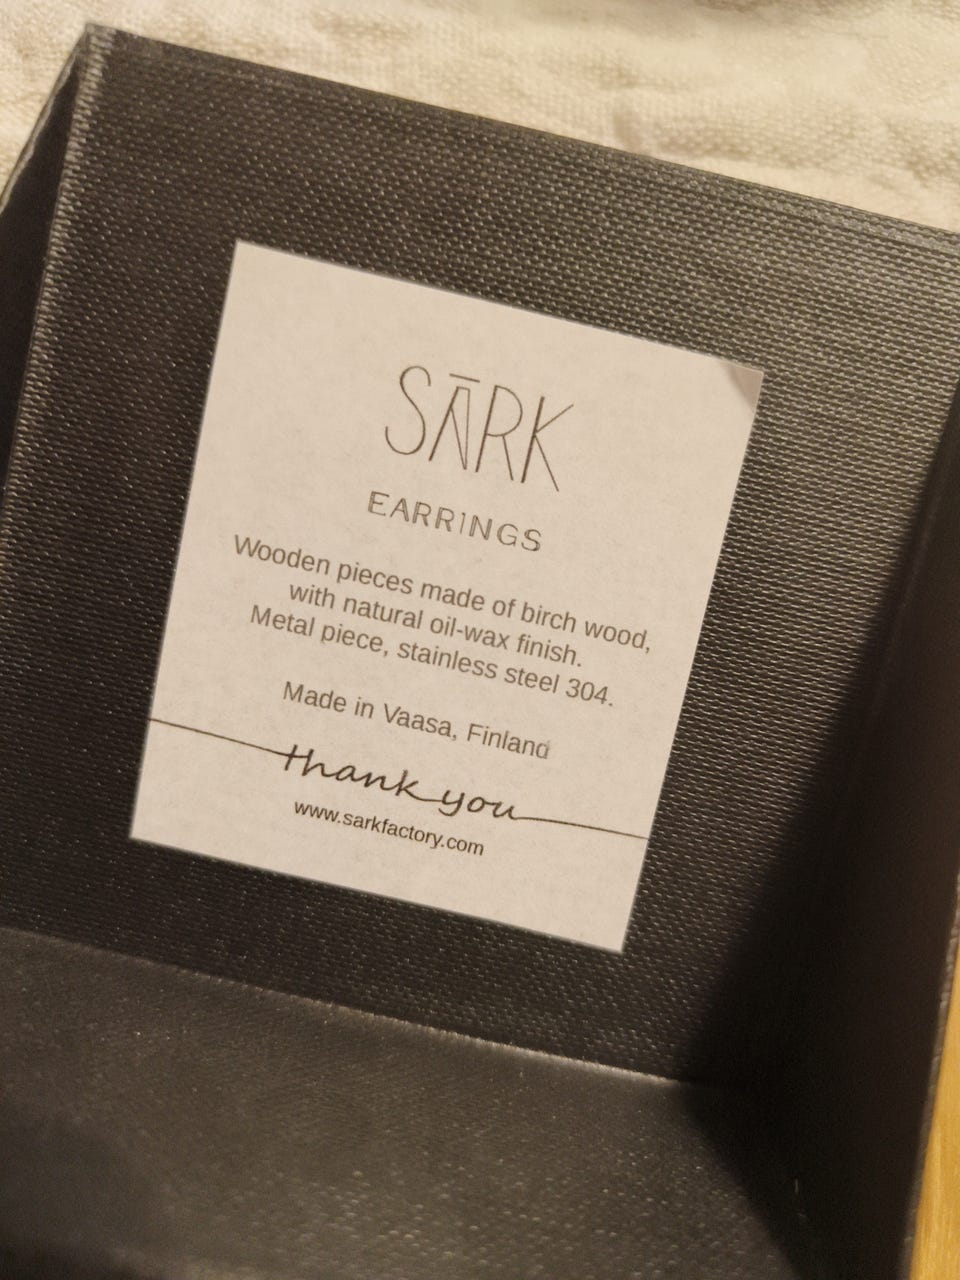 SĀRK
EARRINGS
Wooden pieces made of birch wood,
with natural oil-wax finish.
Metal piece, stainless steel 304.
Made in Vaasa, Finland
thank you
www.sarkfactory.com